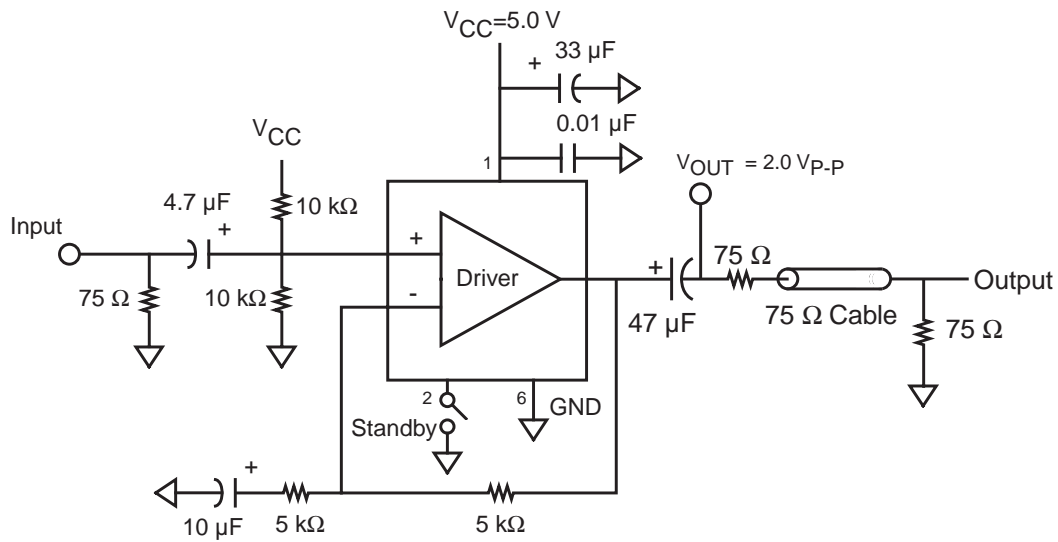 VCC=5.0 V
33 µF
+
0.01 µF
VCC
1
VOUT = 2.0 VP-P
4.7 µF
+
10 kΩ
Input
+
Driver
-
75 Ω
10 kΩ
+
47 µF
75 Ω
75 Ω Cable
Output
75 Ω
2
6
GND
Standby
+
10 µF
5 kΩ
5 kΩ